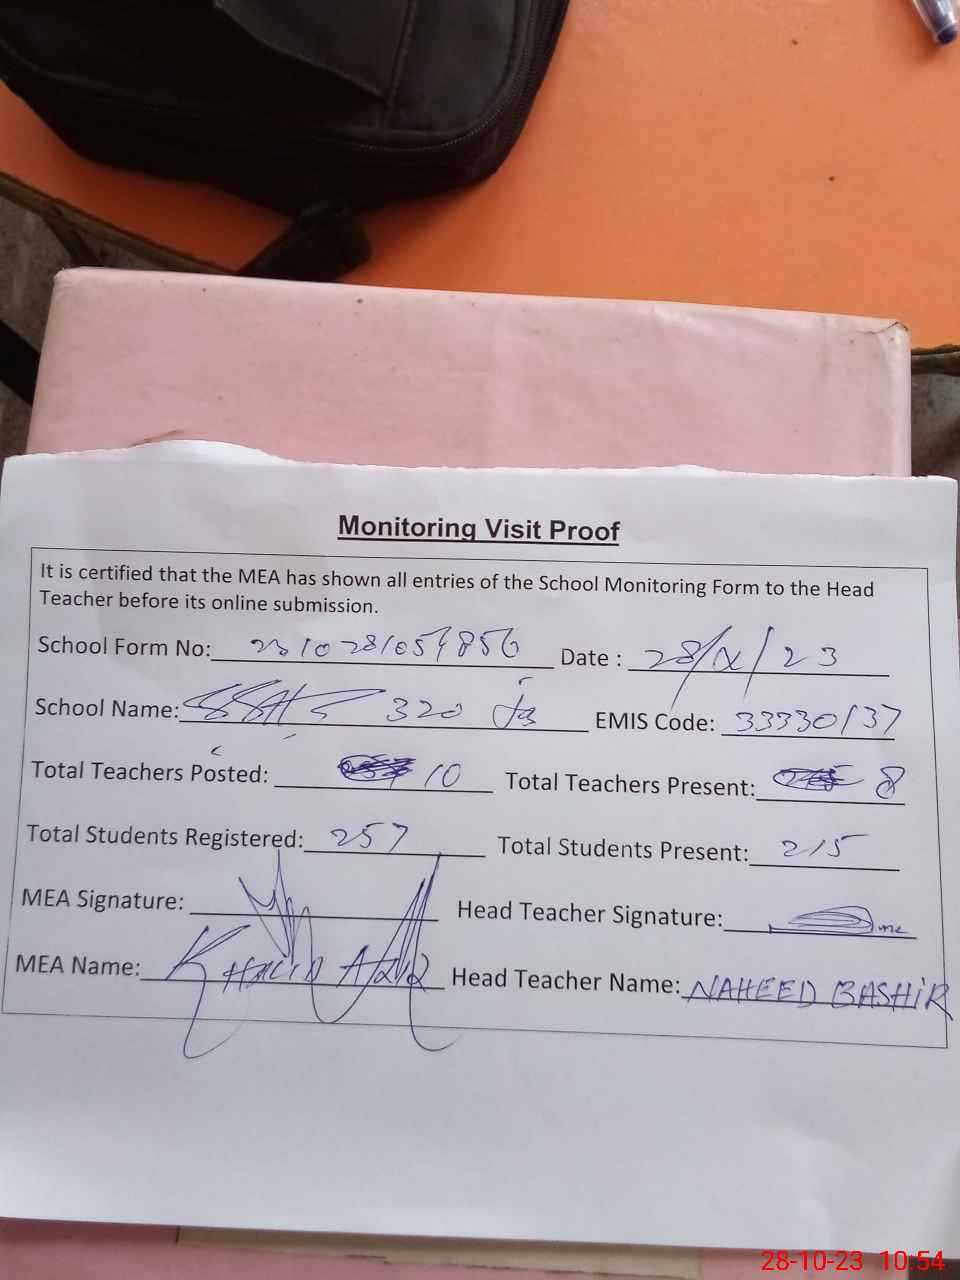 Monitoring Visit Proof
It is certified that the MEA has shown all entries of the School Monitoring Form to the Head
Teacher before its online submission.
School Form No: Date : 28/X/23
School Name: 320 EMIS Code: 33330137
Total Teachers Posted: 10 Total Teachers Present: 8
Total Students Registered: 257 Total Students Present: 215
MEA Signature: Head Teacher Signature:
MEA Name: KHALID Head Teacher Name: NAHEED BASHIR
28-10-23 10:54